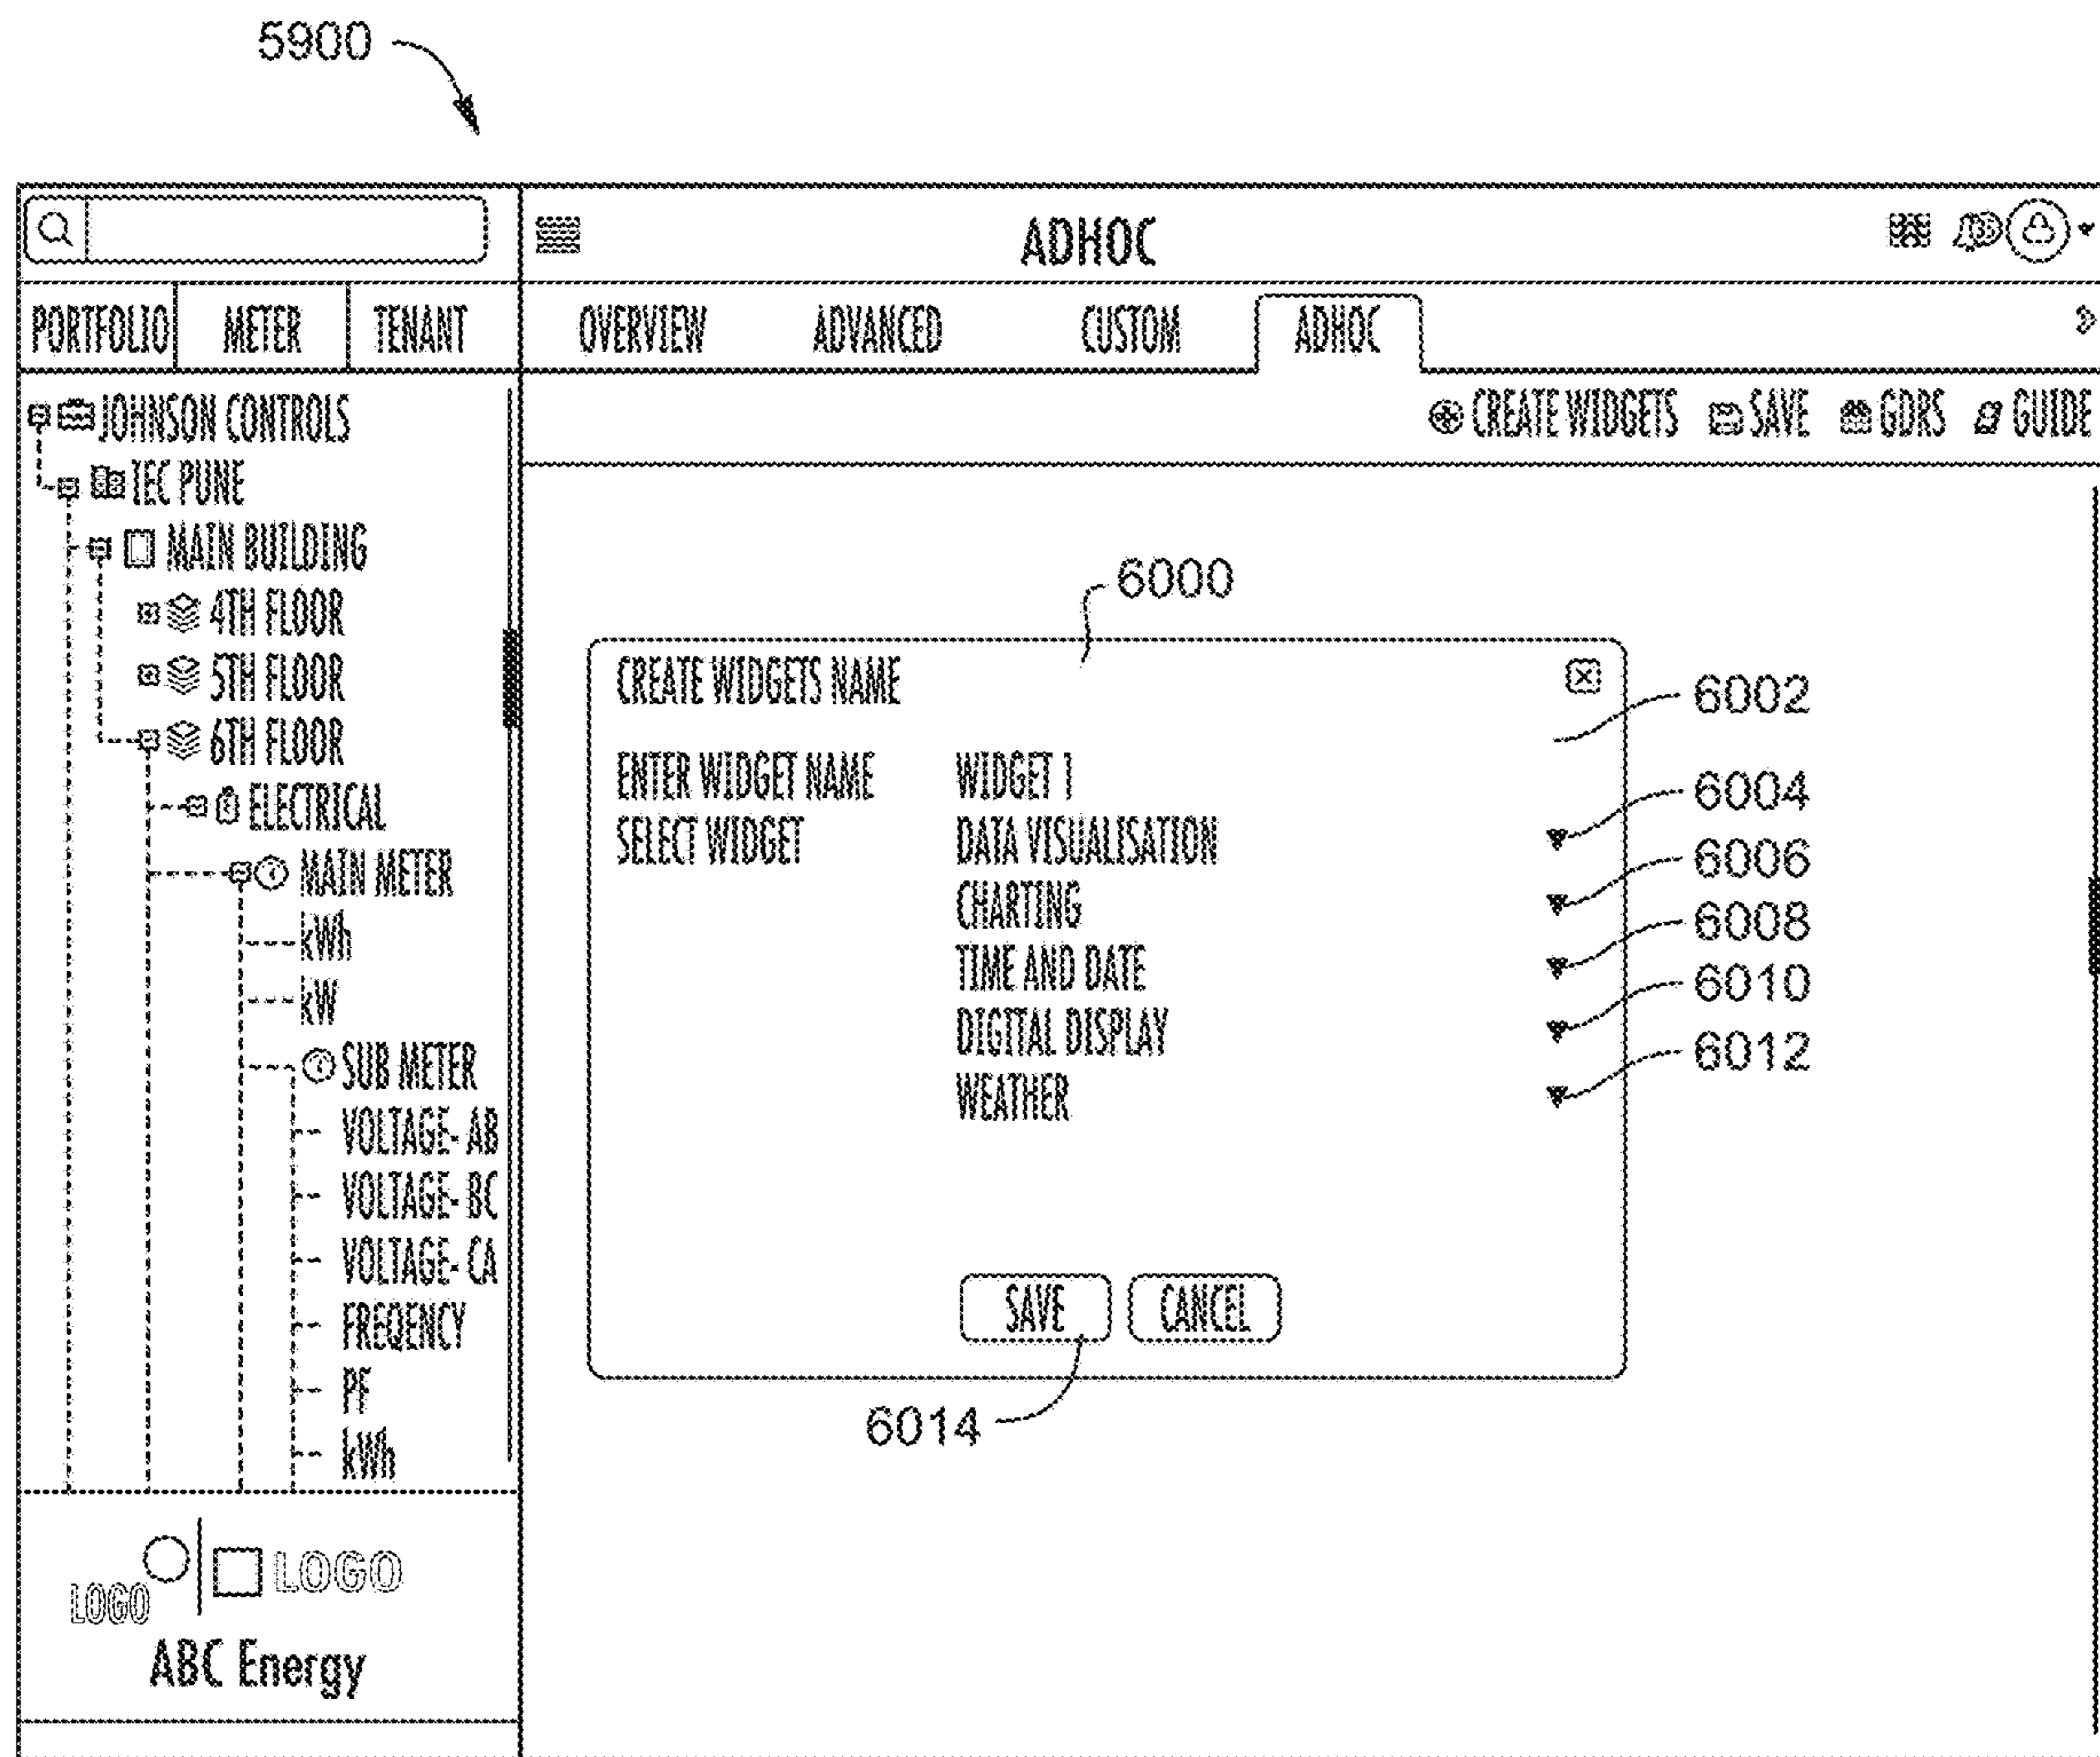 5900
ADHOC
PORTFOLIO METER TENANT
OVERVIEW ADVANCED CUSTOM ADHOC
CREATE WIDGETS SAVE GDRS GUIDE
JOHNSON CONTROLS
IEC PUNE
MAIN BUILDING
4TH FLOOR
5TH FLOOR
6TH FLOOR
ELECTRICAL
MAIN METER
kWh
kW
SUB METER
VOLTAGE- AB
VOLTAGE- BC
VOLTAGE- CA
FREQENCY
PF
kWh
LOGO LOGO
ABC Energy
6000
CREATE WIDGETS NAME
6002
ENTER WIDGET NAME WIDGET 1
6004
SELECT WIDGET DATA VISUALISATION
6006
CHARTING
6008
TIME AND DATE
6010
DIGITAL DISPLAY
6012
WEATHER
SAVE CANCEL
6014